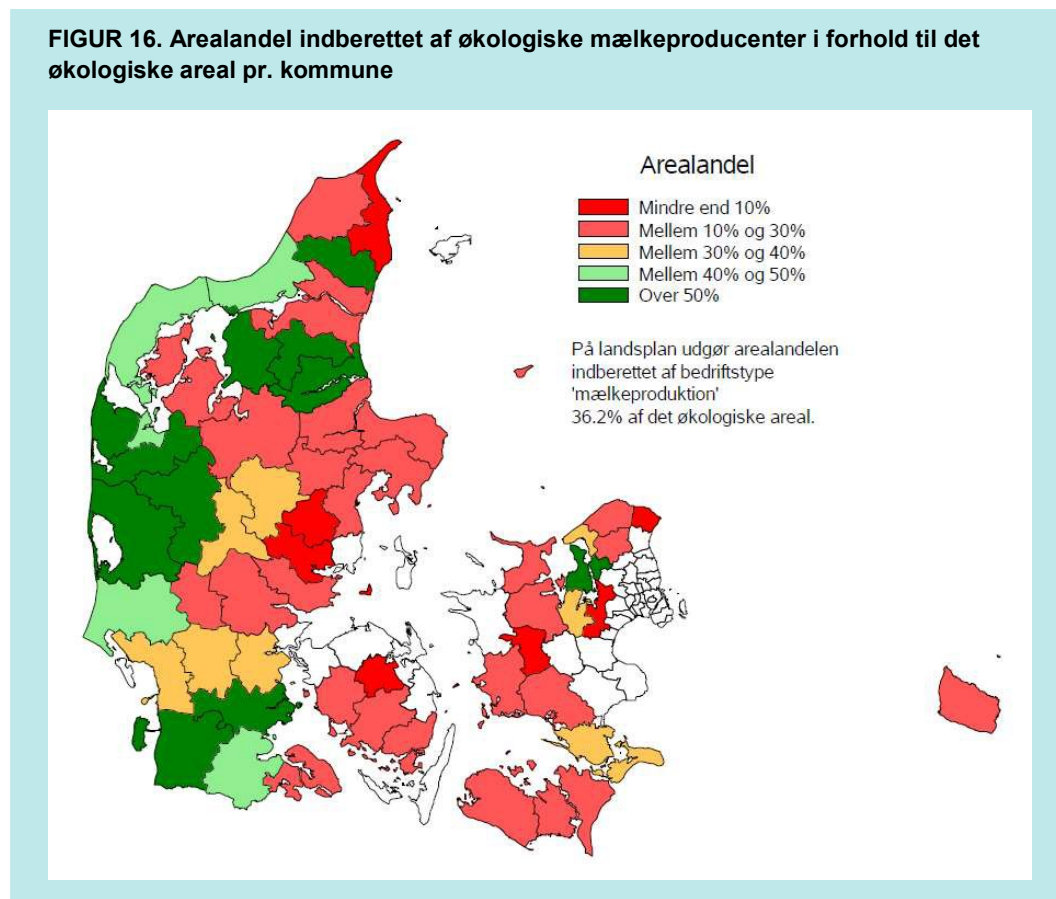 FIGUR 16. Arealandel indberettet af økologiske mælkeproducenter i forhold til det
økologiske areal pr. kommune
Arealandel
Mindre end 10%
Mellem 10% og 30%
Mellem 30% og 40%
Mellem 40% og 50%
Over 50%
På landsplan udgør arealandelen
indberettet af bedriftstype
'mælkeproduktion'
36.2% af det økologiske areal.